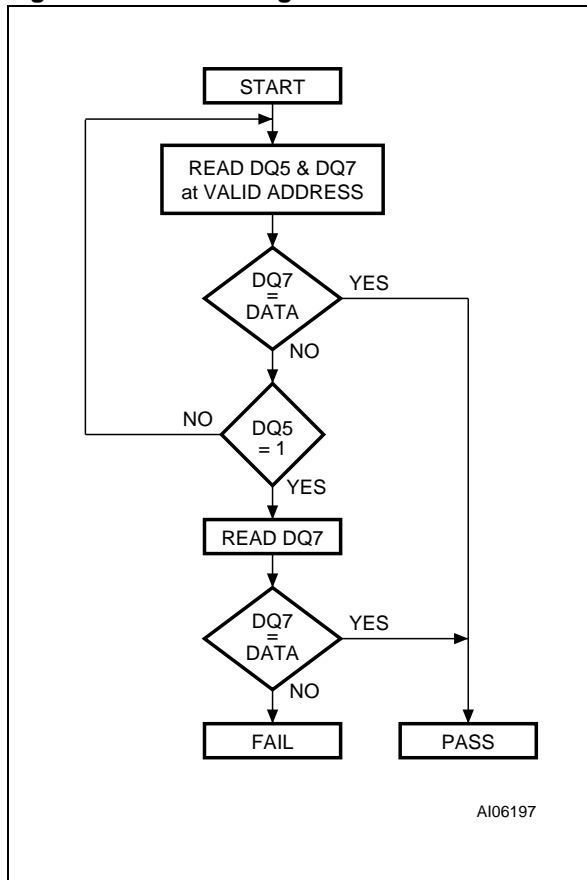 START
READ DQ5 & DQ7
at VALID ADDRESS
DQ7
=
DATA
YES
NO
NO
DQ5
= 1
YES
READ DQ7
DQ7
=
DATA
YES
NO
FAIL
PASS
AI06197